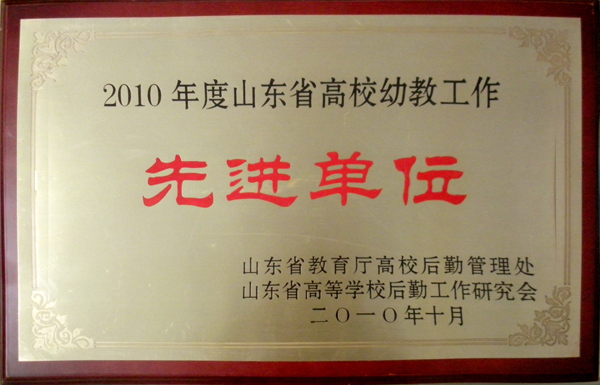 2010 年度山东省高校幼教工作
先进单位
山东省教育厅高校后勤管理处
山东省高等学校后勤工作研究会
二〇一〇年十月